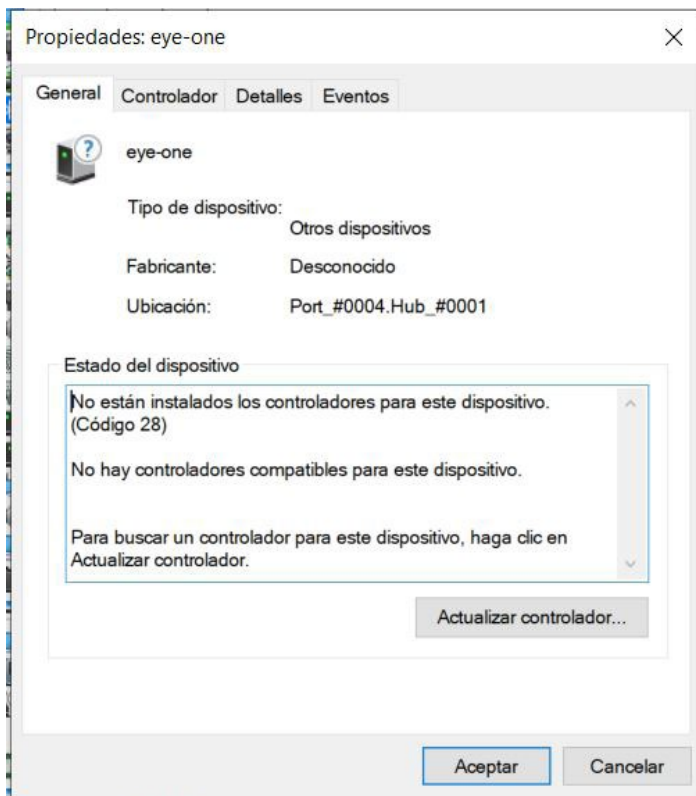 Propiedades: eye-one
General Controlador Detalles Eventos
eye-one
Tipo de dispositivo:
Otros dispositivos
Fabricante: Desconocido
Ubicación: Port_#0004.Hub_#0001
Estado del dispositivo
No están instalados los controladores para este dispositivo.
(Código 28)
No hay controladores compatibles para este dispositivo.
Para buscar un controlador para este dispositivo, haga clic en
Actualizar controlador.
Actualizar controlador...
Aceptar Cancelar